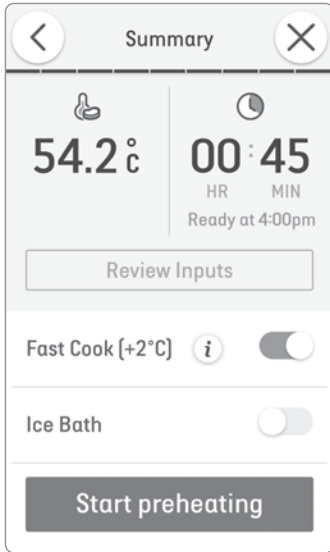 Summary
54.2 °C
00:45
HR MIN
Ready at 4:00pm
Review Inputs
Fast Cook (+2°C) i
Ice Bath
Start preheating